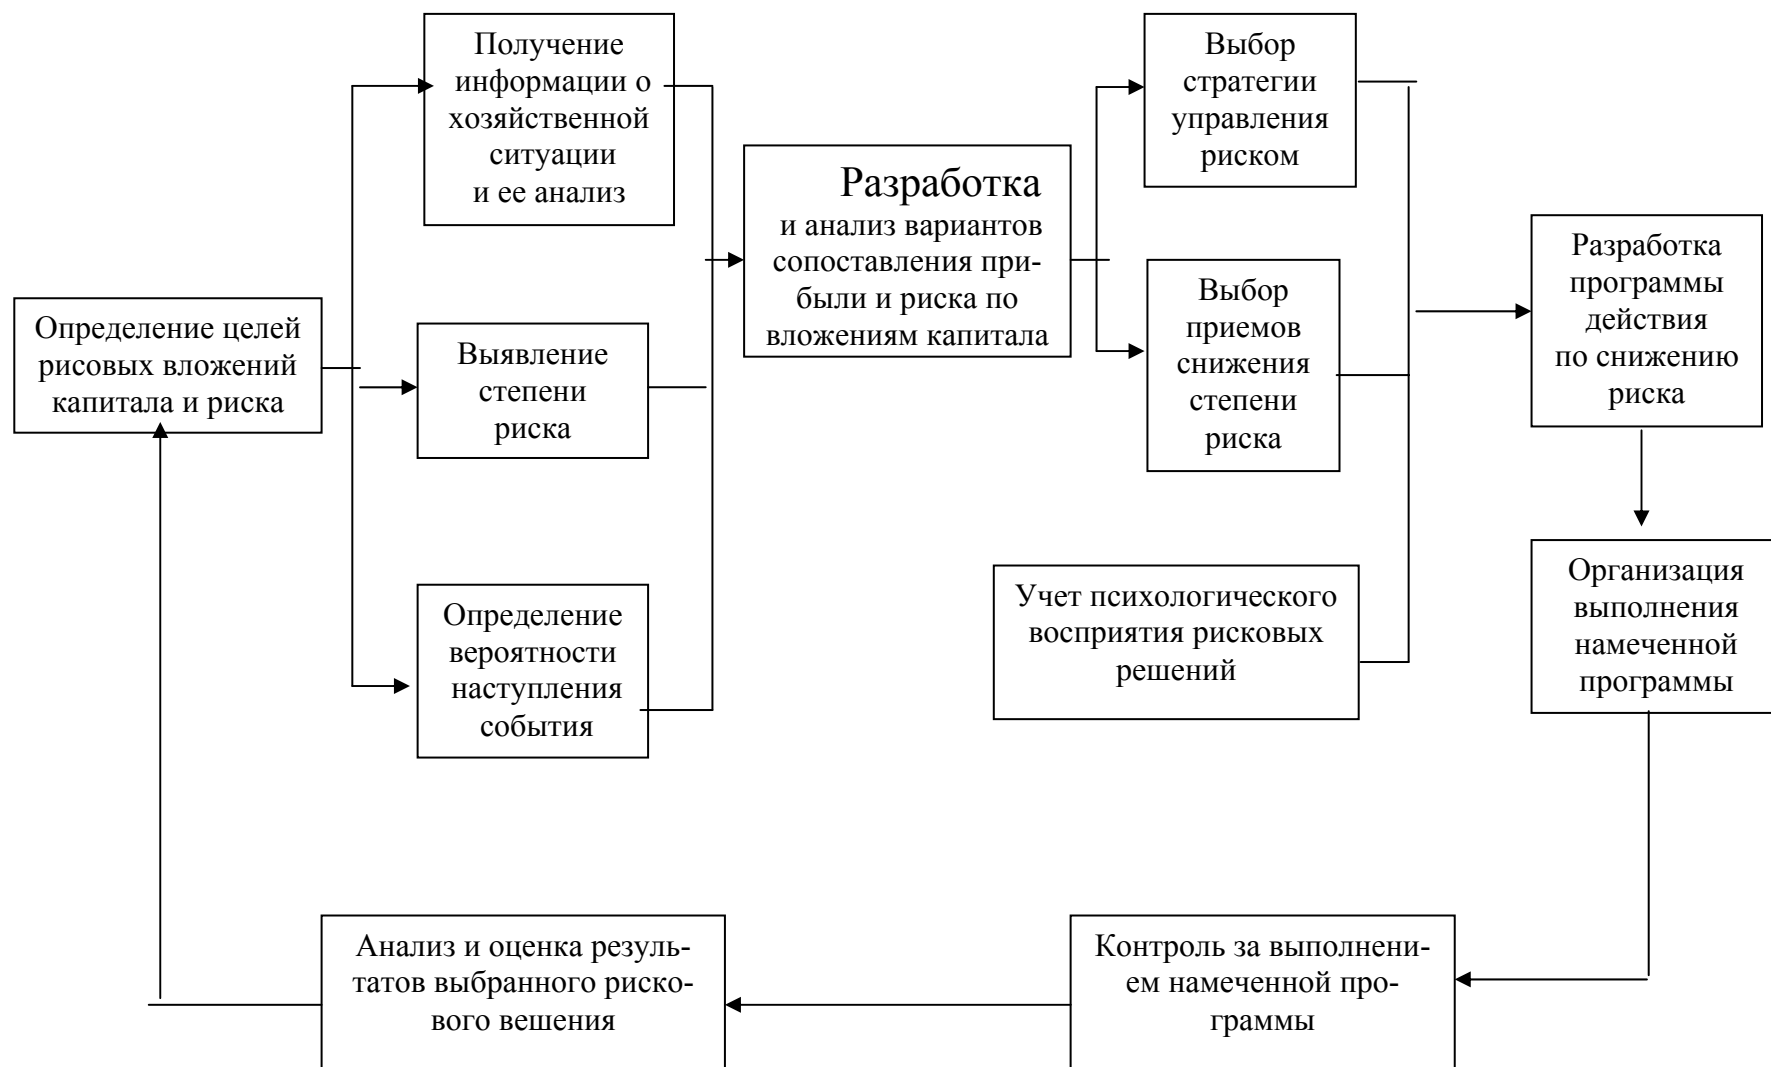 Получение
информации о
хозяйственной
ситуации
и ее анализ
Выбор
стратегии
управления
риском
Разработка
и анализ вариантов
сопоставления при-
были и риска по
вложениям капитала
Разработка
программы
действия
по снижению
риска
Определение целей
рисовых вложений
капитала и риска
Выявление
степени
риска
Выбор
приемов
снижения
степени
риска
Определение
вероятности
наступления
события
Учет психологического
восприятия рисковых
решений
Организация
выполнения
намеченной
программы
Анализ и оценка резуль-
татов выбранного риско-
вого вешения
Контроль за выполнени-
ем намеченной про-
граммы